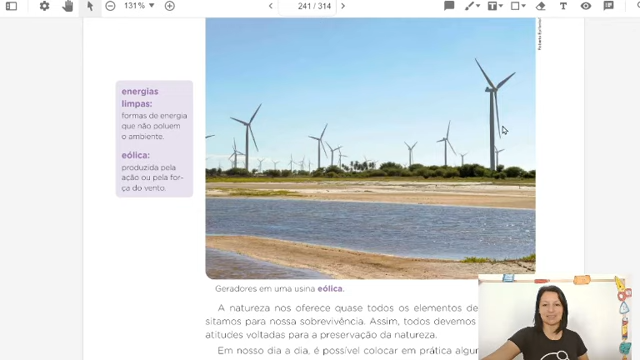 131%
241 / 314
energias
limpas:
formas de energia
que não poluem
o ambiente.
eólica:
produzida pela
ação ou pela for-
ça do vento.
Geradores em uma usina eólica.
A natureza nos oferece quase todos os elementos de
sitamos para nossa sobrevivência. Assim, todos devemos
atitudes voltadas para a preservação da natureza.
Em nosso dia a dia, é possível colocar em prática algu